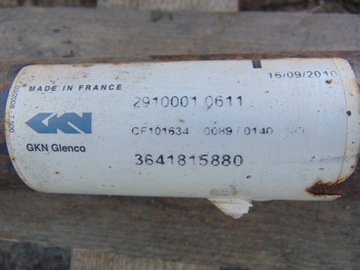 16/09/2010
MADE IN FRANCE
2910001 0611
GKN
CF101634 0089/0140
GKN Glenco
3641815880